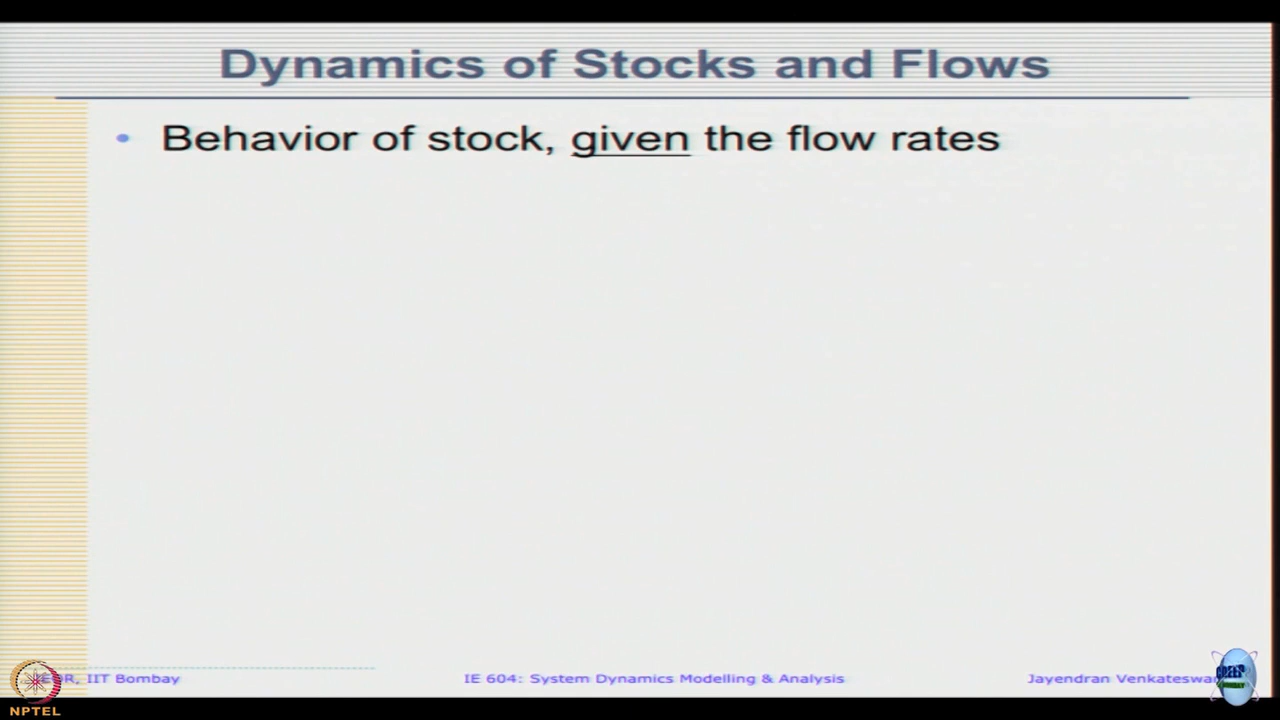 Dynamics of Stocks and Flows
• Behavior of stock, given the flow rates
IIT Bombay
IE 604: System Dynamics Modelling & Analysis
Jayendran
NPTEL